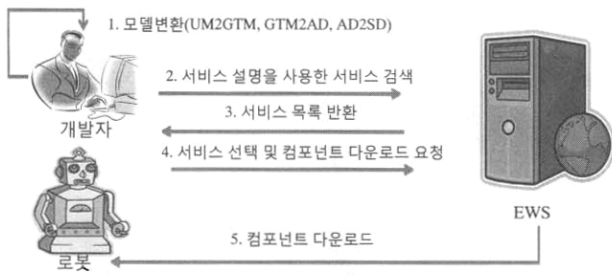 1. 모델변환(UM2GTM, GTM2AD, AD2SD)
2. 서비스 설명을 사용한 서비스 검색
3. 서비스 목록 반환
개발자
4. 서비스 선택 및 컴포넌트 다운로드 요청
EWS
5. 컴포넌트 다운로드
로봇